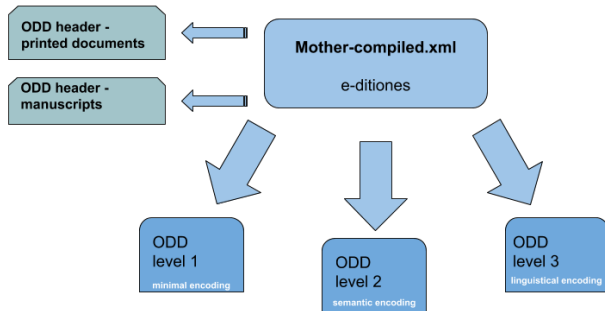 ODD header -
printed documents
ODD header -
manuscripts
Mother-compiled.xml
e-ditiones
ODD
level 1
minimal encoding
ODD
level 2
semantic encoding
ODD
level 3
linguistical encoding